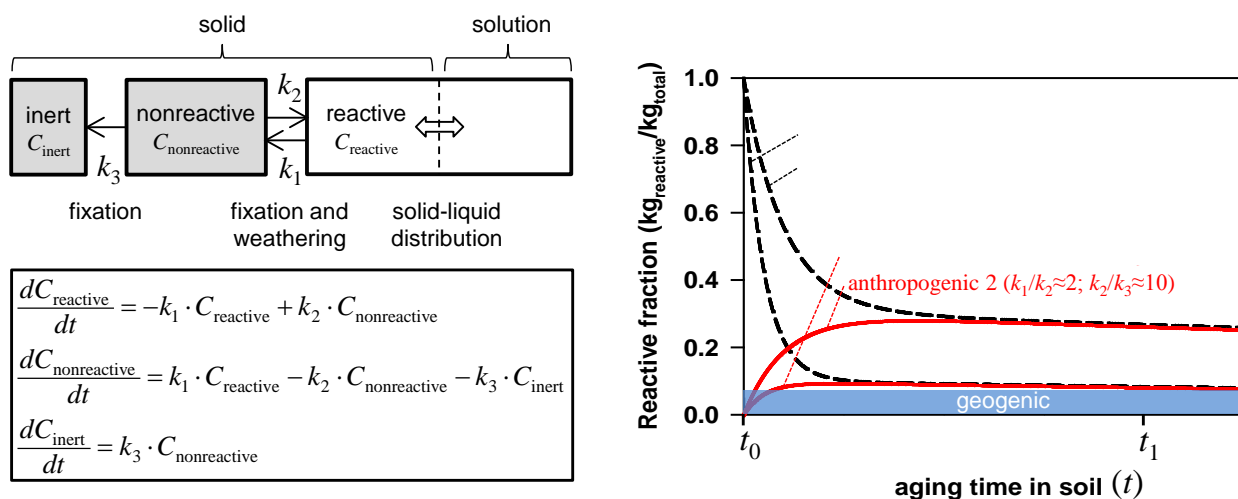 solid
solution
inert
C_inert
nonreactive
C_nonreactive
reactive
C_reactive
k_2
k_1
k_3
fixation
fixation and
weathering
solid-liquid
distribution
dC_reactive/dt = −k_1 · C_reactive + k_2 · C_nonreactive
dC_nonreactive/dt = k_1 · C_reactive − k_2 · C_nonreactive − k_3 · C_inert
dC_inert/dt = k_3 · C_nonreactive
Reactive fraction (kg_reactive/kg_total)
1.0
0.8
0.6
0.4
0.2
0.0
anthropogenic 2 (k_1/k_2≈2; k_2/k_3≈10)
geogenic
t_0
t_1
aging time in soil (t)